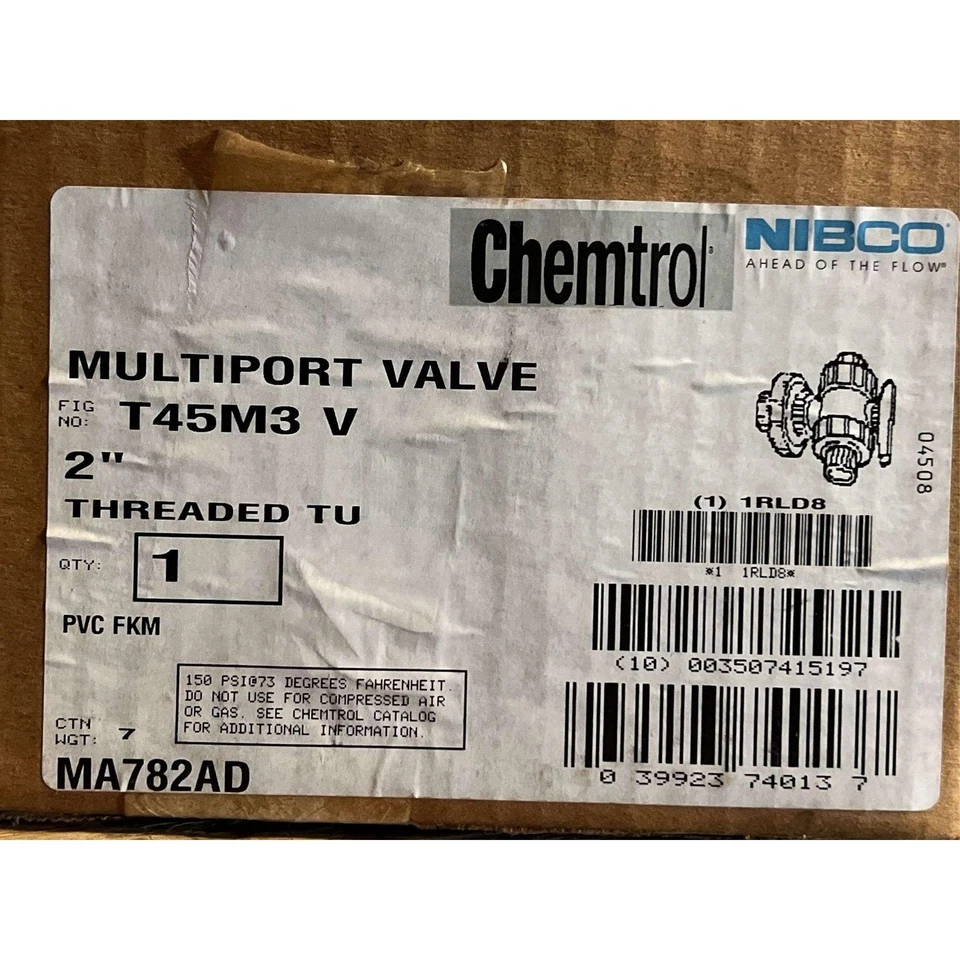 Chemtrol®
NIBCO®
AHEAD OF THE FLOW®
MULTIPORT VALVE
FIG NO: T45M3 V
2"
THREADED TU
QTY: 1
PVC FKM
150 PSI@73 DEGREES FAHRENHEIT.
DO NOT USE FOR COMPRESSED AIR
OR GAS. SEE CHEMTROL CATALOG
FOR ADDITIONAL INFORMATION.
CTN WGT: 7
MA782AD
04508
(1) 1RLD8
*1 1RLD8*
(10) 003507415197
0 39923 74013 7